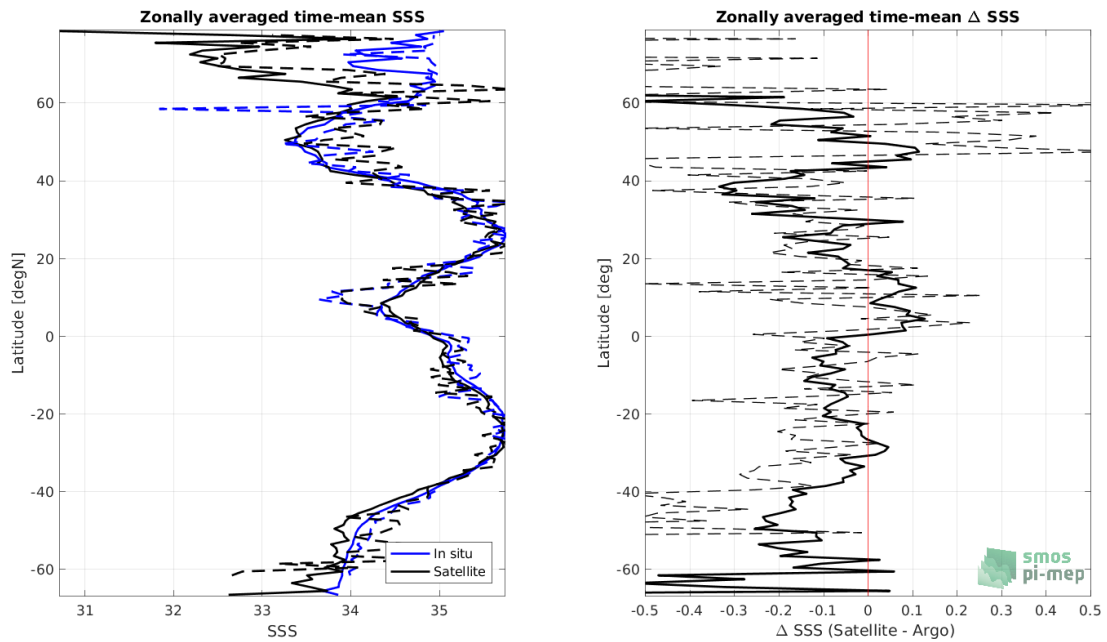 Zonally averaged time-mean SSS
60
40
20
0
-20
-40
-60
Latitude [degN]
31 32 33 34 35
SSS
In situ
Satellite
Zonally averaged time-mean Δ SSS
60
40
20
0
-20
-40
-60
Latitude [deg]
-0.5 -0.4 -0.3 -0.2 -0.1 0 0.1 0.2 0.3 0.4 0.5
Δ SSS (Satellite - Argo)
smos
pi-mep